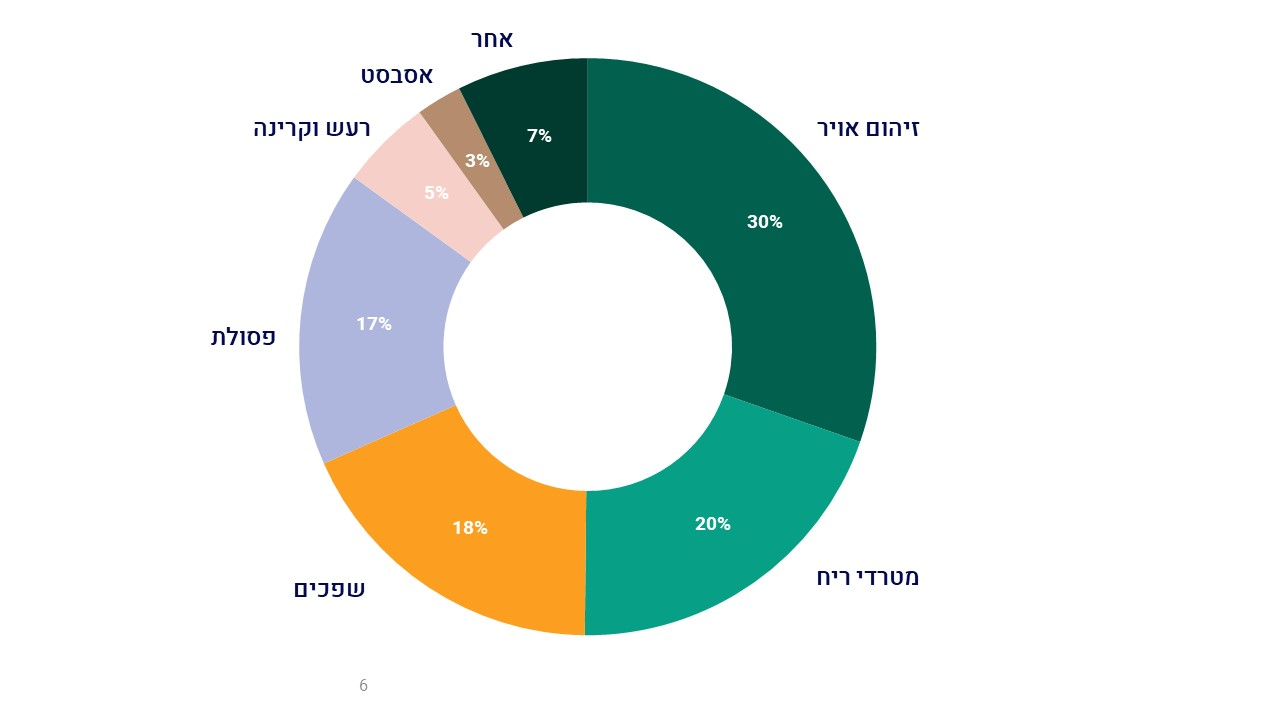 אחר
אסבסט
7%
רעש וקרינה
זיהום אויר
3%
5%
30%
17%
פסולת
20%
18%
מטרדי ריח
שפכים
6